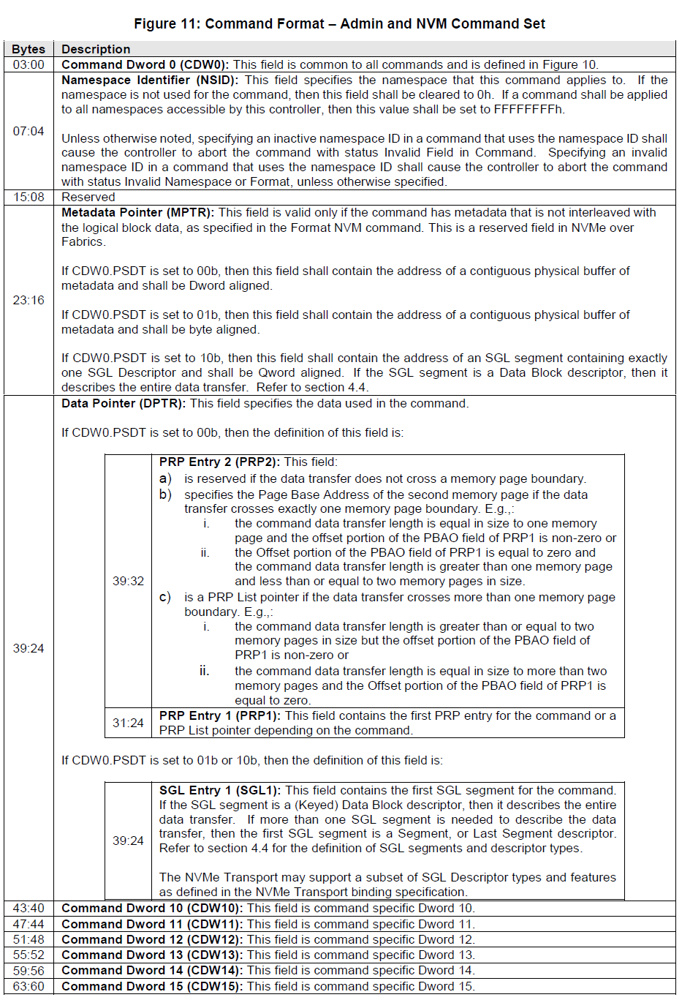 Figure 11: Command Format – Admin and NVM Command Set
Bytes Description
03:00 Command Dword 0 (CDW0): This field is common to all commands and is defined in Figure 10.
Namespace Identifier (NSID): This field specifies the namespace that this command applies to. If the
namespace is not used for the command, then this field shall be cleared to 0h. If a command shall be applied
to all namespaces accessible by this controller, then this value shall be set to FFFFFFFFh.
07:04
Unless otherwise noted, specifying an inactive namespace ID in a command that uses the namespace ID shall
cause the controller to abort the command with status Invalid Field in Command. Specifying an invalid
namespace ID in a command that uses the namespace ID shall cause the controller to abort the command
with status Invalid Namespace or Format, unless otherwise specified.
15:08 Reserved
Metadata Pointer (MPTR): This field is valid only if the command has metadata that is not interleaved with
the logical block data, as specified in the Format NVM command. This is a reserved field in NVMe over
Fabrics.
If CDW0.PSDT is set to 00b, then this field shall contain the address of a contiguous physical buffer of
metadata and shall be Dword aligned.
23:16
If CDW0.PSDT is set to 01b, then this field shall contain the address of a contiguous physical buffer of
metadata and shall be byte aligned.
If CDW0.PSDT is set to 10b, then this field shall contain the address of an SGL segment containing exactly
one SGL Descriptor and shall be Qword aligned. If the SGL segment is a Data Block descriptor, then it
describes the entire data transfer. Refer to section 4.4.
Data Pointer (DPTR): This field specifies the data used in the command.
If CDW0.PSDT is set to 00b, then the definition of this field is:
PRP Entry 2 (PRP2): This field:
a) is reserved if the data transfer does not cross a memory page boundary.
b) specifies the Page Base Address of the second memory page if the data
transfer crosses exactly one memory page boundary. E.g.,:
i. the command data transfer length is equal in size to one memory
page and the offset portion of the PBAO field of PRP1 is non-zero or
ii. the Offset portion of the PBAO field of PRP1 is equal to zero and
the command data transfer length is greater than one memory page
39:32 and less than or equal to two memory pages in size.
c) is a PRP List pointer if the data transfer crosses more than one memory page
boundary. E.g.,:
i. the command data transfer length is greater than or equal to two
memory pages in size but the offset portion of the PBAO field of
39:24
PRP1 is non-zero or
ii. the command data transfer length is equal in size to more than two
memory pages and the Offset portion of the PBAO field of PRP1 is
equal to zero.
31:24 PRP Entry 1 (PRP1): This field contains the first PRP entry for the command or a
PRP List pointer depending on the command.
If CDW0.PSDT is set to 01b or 10b, then the definition of this field is:
SGL Entry 1 (SGL1): This field contains the first SGL segment for the command.
If the SGL segment is a (Keyed) Data Block descriptor, then it describes the entire
data transfer. If more than one SGL segment is needed to describe the data
transfer, then the first SGL segment is a Segment, or Last Segment descriptor.
39:24
Refer to section 4.4 for the definition of SGL segments and descriptor types.
The NVMe Transport may support a subset of SGL Descriptor types and features
as defined in the NVMe Transport binding specification.
43:40 Command Dword 10 (CDW10): This field is command specific Dword 10.
47:44 Command Dword 11 (CDW11): This field is command specific Dword 11.
51:48 Command Dword 12 (CDW12): This field is command specific Dword 12.
55:52 Command Dword 13 (CDW13): This field is command specific Dword 13.
59:56 Command Dword 14 (CDW14): This field is command specific Dword 14.
63:60 Command Dword 15 (CDW15): This field is command specific Dword 15.